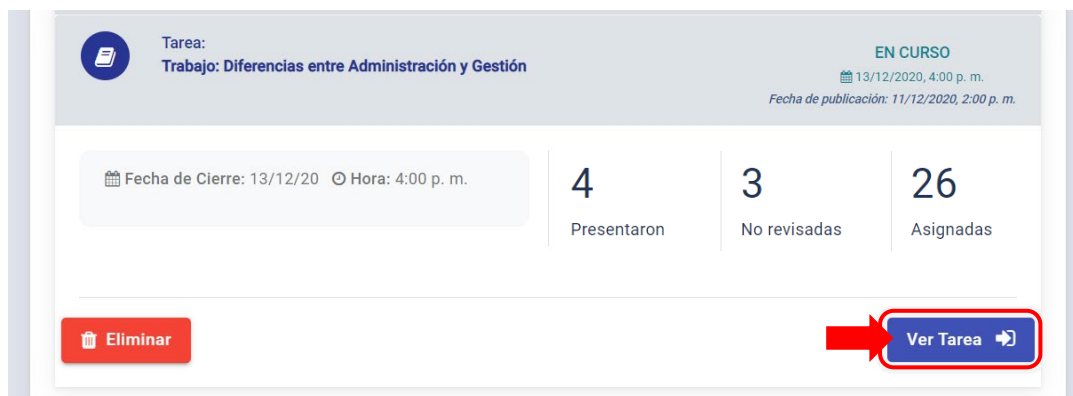 Tarea:
Trabajo: Diferencias entre Administración y Gestión
EN CURSO
13/12/2020, 4:00 p. m.
Fecha de publicación: 11/12/2020, 2:00 p. m.
Fecha de Cierre: 13/12/20 Hora: 4:00 p. m.
4
Presentaron
3
No revisadas
26
Asignadas
Eliminar
Ver Tarea